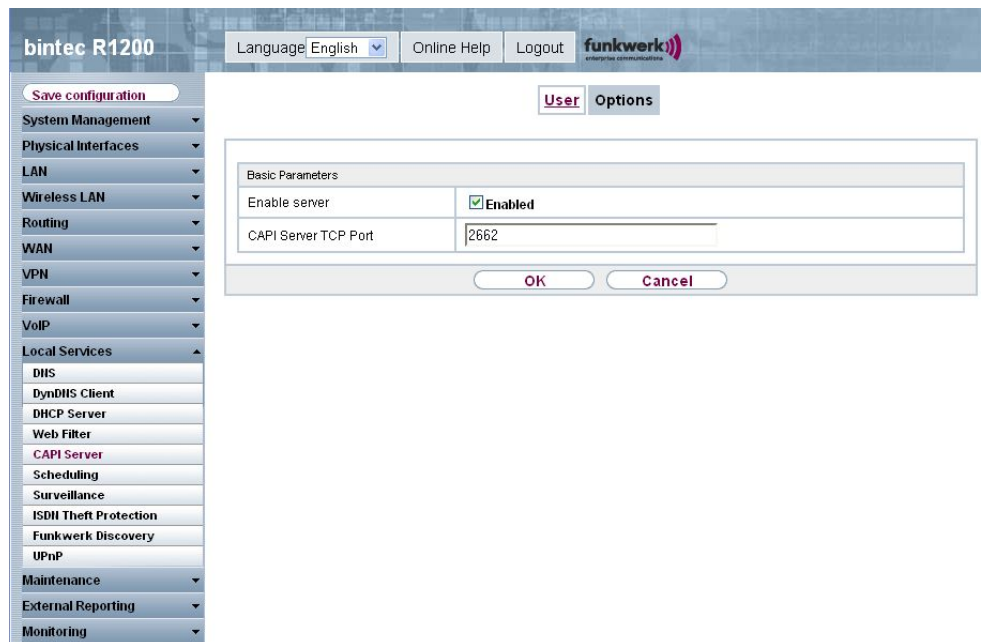 bintec R1200
Language English
Online Help
Logout
funkwerk
enterprise communications
Save configuration
System Management
Physical Interfaces
LAN
Wireless LAN
Routing
WAN
VPN
Firewall
VoIP
Local Services
DNS
DynDNS Client
DHCP Server
Web Filter
CAPI Server
Scheduling
Surveillance
ISDN Theft Protection
Funkwerk Discovery
UPnP
Maintenance
External Reporting
Monitoring
User Options
Basic Parameters
Enable server Enabled
CAPI Server TCP Port 2662
OK Cancel